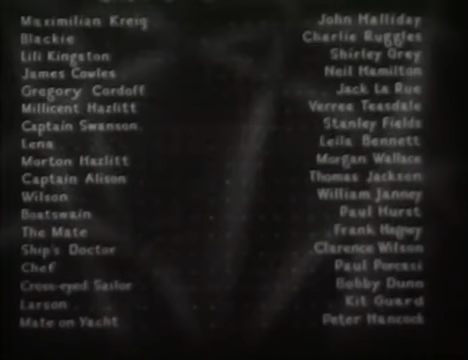 Maximilian Kreig John Halliday
Blackie Charlie Ruggles
Lili Kingston Shirley Grey
James Cowles Neil Hamilton
Gregory Cordoff Jack La Rue
Millicent Hazlitt Verree Teasdale
Captain Swanson Stanley Fields
Lena Leila Bennett
Morton Hazlitt Morgan Wallace
Captain Alison Thomas Jackson
Wilson William Janney
Boatswain Paul Hurst
The Mate Frank
Ship's Doctor Clarence Wilson
Chef Paul Porcasi
Cross-eyed Sailor Bobby Dunn
Larson Kit Guard
Mate on Yacht Peter Hancock